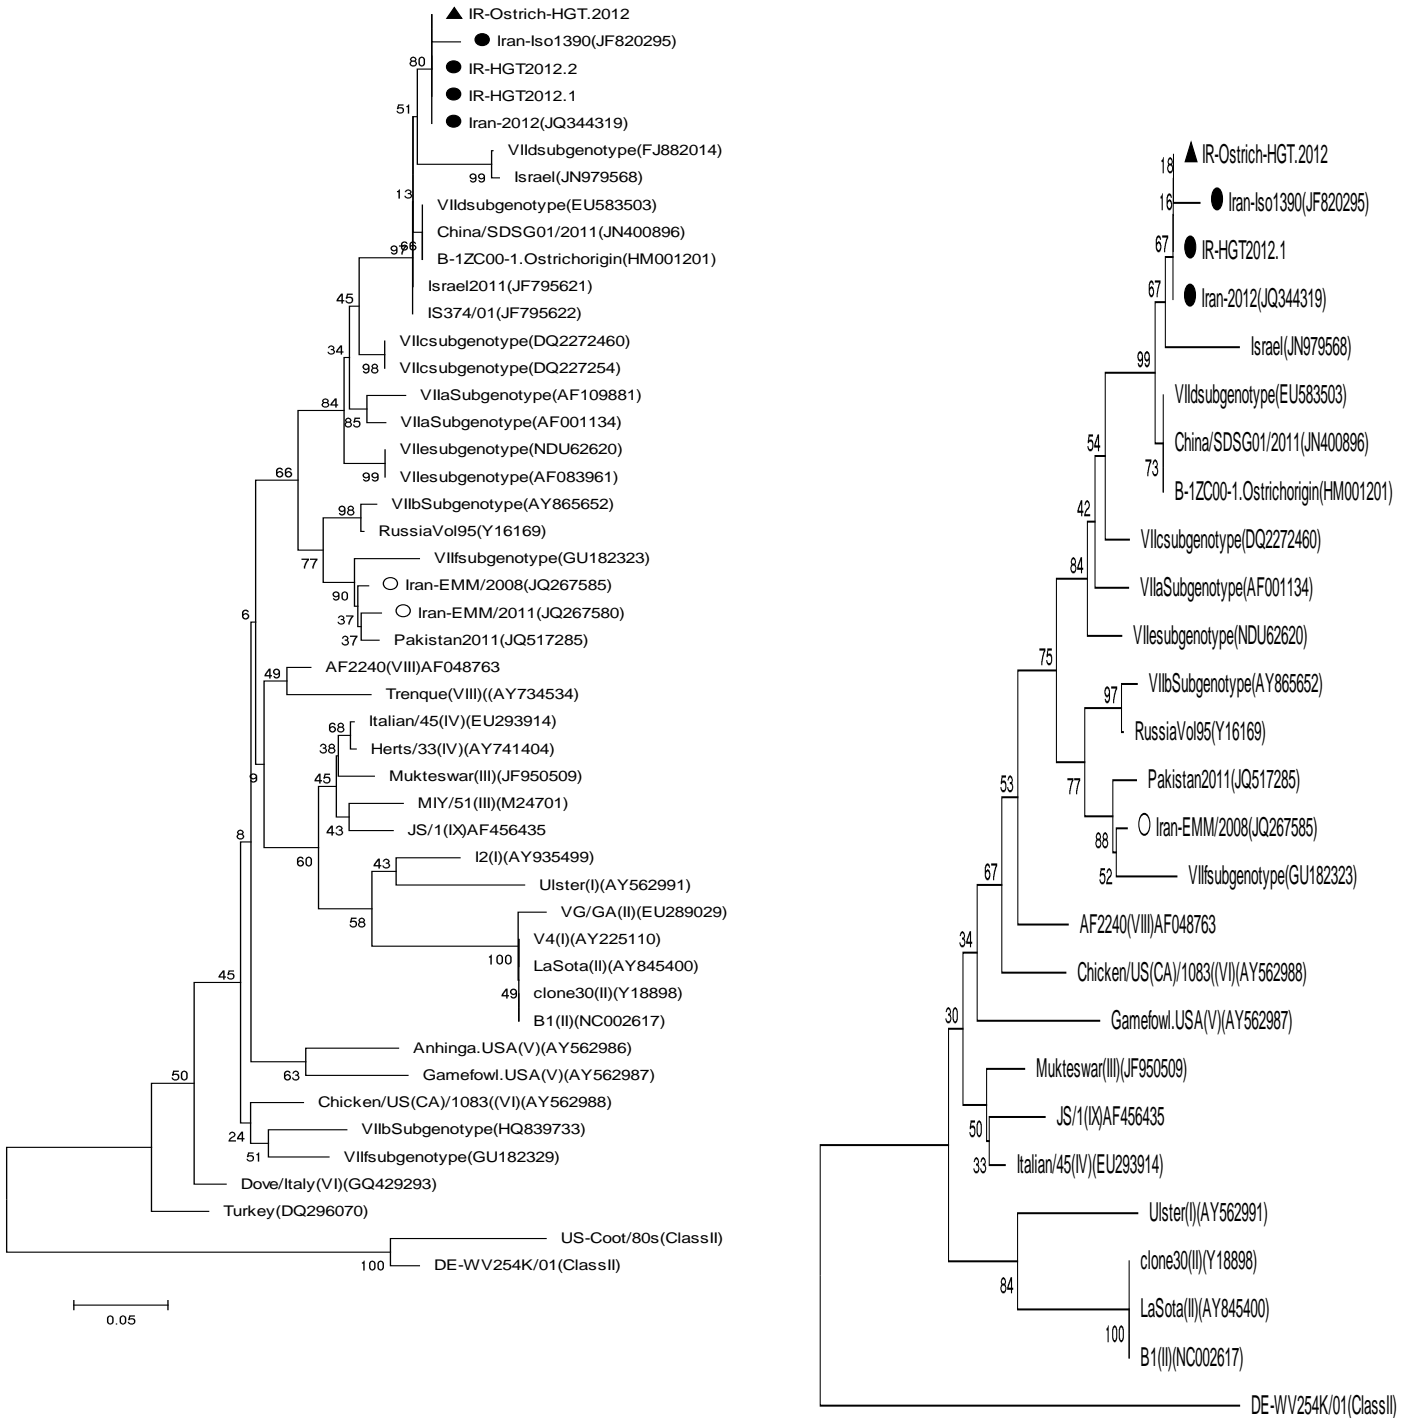 IR-Ostrich-HGT.2012
Iran-Iso1390(JF820295)
80
IR-HGT2012.2
IR-HGT2012.1
51
Iran-2012(JQ344319)
VIIdsubgenotype(FJ882014)
99
Israel(JN979568)
13
VIIdsubgenotype(EU583503)
China/SDSG01/2011(JN400896)
97
66
B-1ZC00-1.Ostrichorigin(HM001201)
Israel2011(JF795621)
45
IS374/01(JF795622)
VIIcsubgenotype(DQ2272460)
34
98
VIIcsubgenotype(DQ227254)
VIIaSubgenotype(AF109881)
84
85
VIIaSubgenotype(AF001134)
VIIesubgenotype(NDU62620)
66
99
VIIesubgenotype(AF083961)
VIIbSubgenotype(AY865652)
98
RussiaVol95(Y16169)
VIIfsubgenotype(GU182323)
77
Iran-EMM/2008(JQ267585)
90
Iran-EMM/2011(JQ267580)
6
37
37
Pakistan2011(JQ517285)
AF2240(VIII)AF048763
49
Trenque(VIII)((AY734534)
Italian/45(IV)(EU293914)
68
Herts/33(IV)(AY741404)
38
Mukteswar(III)(JF950509)
9
45
MIY/51(III)(M24701)
43
JS/1(IX)AF456435
8
60
I2(I)(AY935499)
43
Ulster(I)(AY562991)
VG/GA(II)(EU289029)
58
V4(I)(AY225110)
100
LaSota(II)(AY845400)
45
49
clone30(II)(Y18898)
B1(II)(NC002617)
Anhinga.USA(V)(AY562986)
50
63
Gamefowl.USA(V)(AY562987)
Chicken/US(CA)/1083((VI)(AY562988)
VIIbSubgenotype(HQ839733)
24
51
VIIfsubgenotype(GU182329)
Dove/Italy(VI)(GQ429293)
Turkey(DQ296070)
US-Coot/80s(ClassII)
100
DE-WV254K/01(ClassII)
0.05
18
IR-Ostrich-HGT.2012
16
Iran-Iso1390(JF820295)
67
IR-HGT2012.1
67
Iran-2012(JQ344319)
99
Israel(JN979568)
VIIdsubgenotype(EU583503)
54
China/SDSG01/2011(JN400896)
73
B-1ZC00-1.Ostrichorigin(HM001201)
42
VIIcsubgenotype(DQ2272460)
84
VIIaSubgenotype(AF001134)
VIIesubgenotype(NDU62620)
75
97
VIIbSubgenotype(AY865652)
RussiaVol95(Y16169)
53
77
Pakistan2011(JQ517285)
88
Iran-EMM/2008(JQ267585)
67
52
VIIfsubgenotype(GU182323)
34
AF2240(VIII)AF048763
Chicken/US(CA)/1083((VI)(AY562988)
30
Gamefowl.USA(V)(AY562987)
Mukteswar(III)(JF950509)
50
JS/1(IX)AF456435
33
Italian/45(IV)(EU293914)
Ulster(I)(AY562991)
84
clone30(II)(Y18898)
LaSota(II)(AY845400)
100
B1(II)(NC002617)
DE-WV254K/01(ClassII)